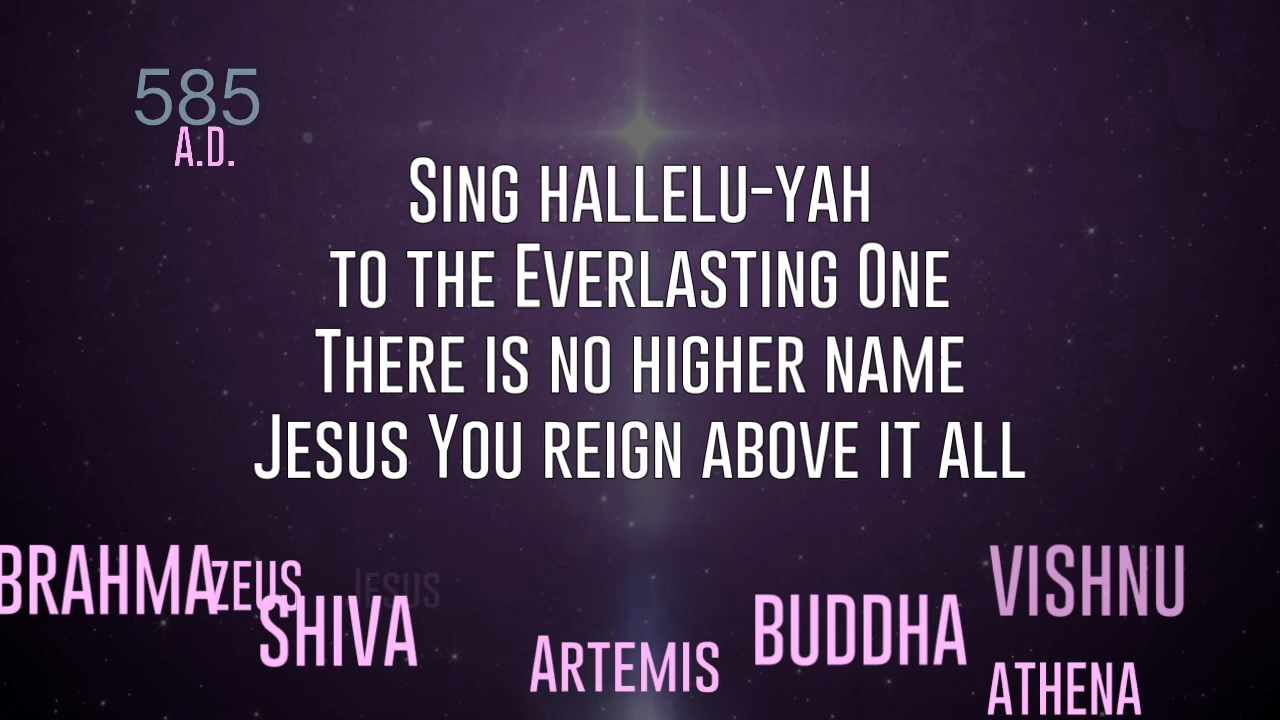 585
A.D.
Sing hallelu-yah
to the Everlasting One
There is no higher name
Jesus You reign above it all
BRAHMA ZEUS Jesus VISHNU
SHIVA BUDDHA
Artemis ATHENA